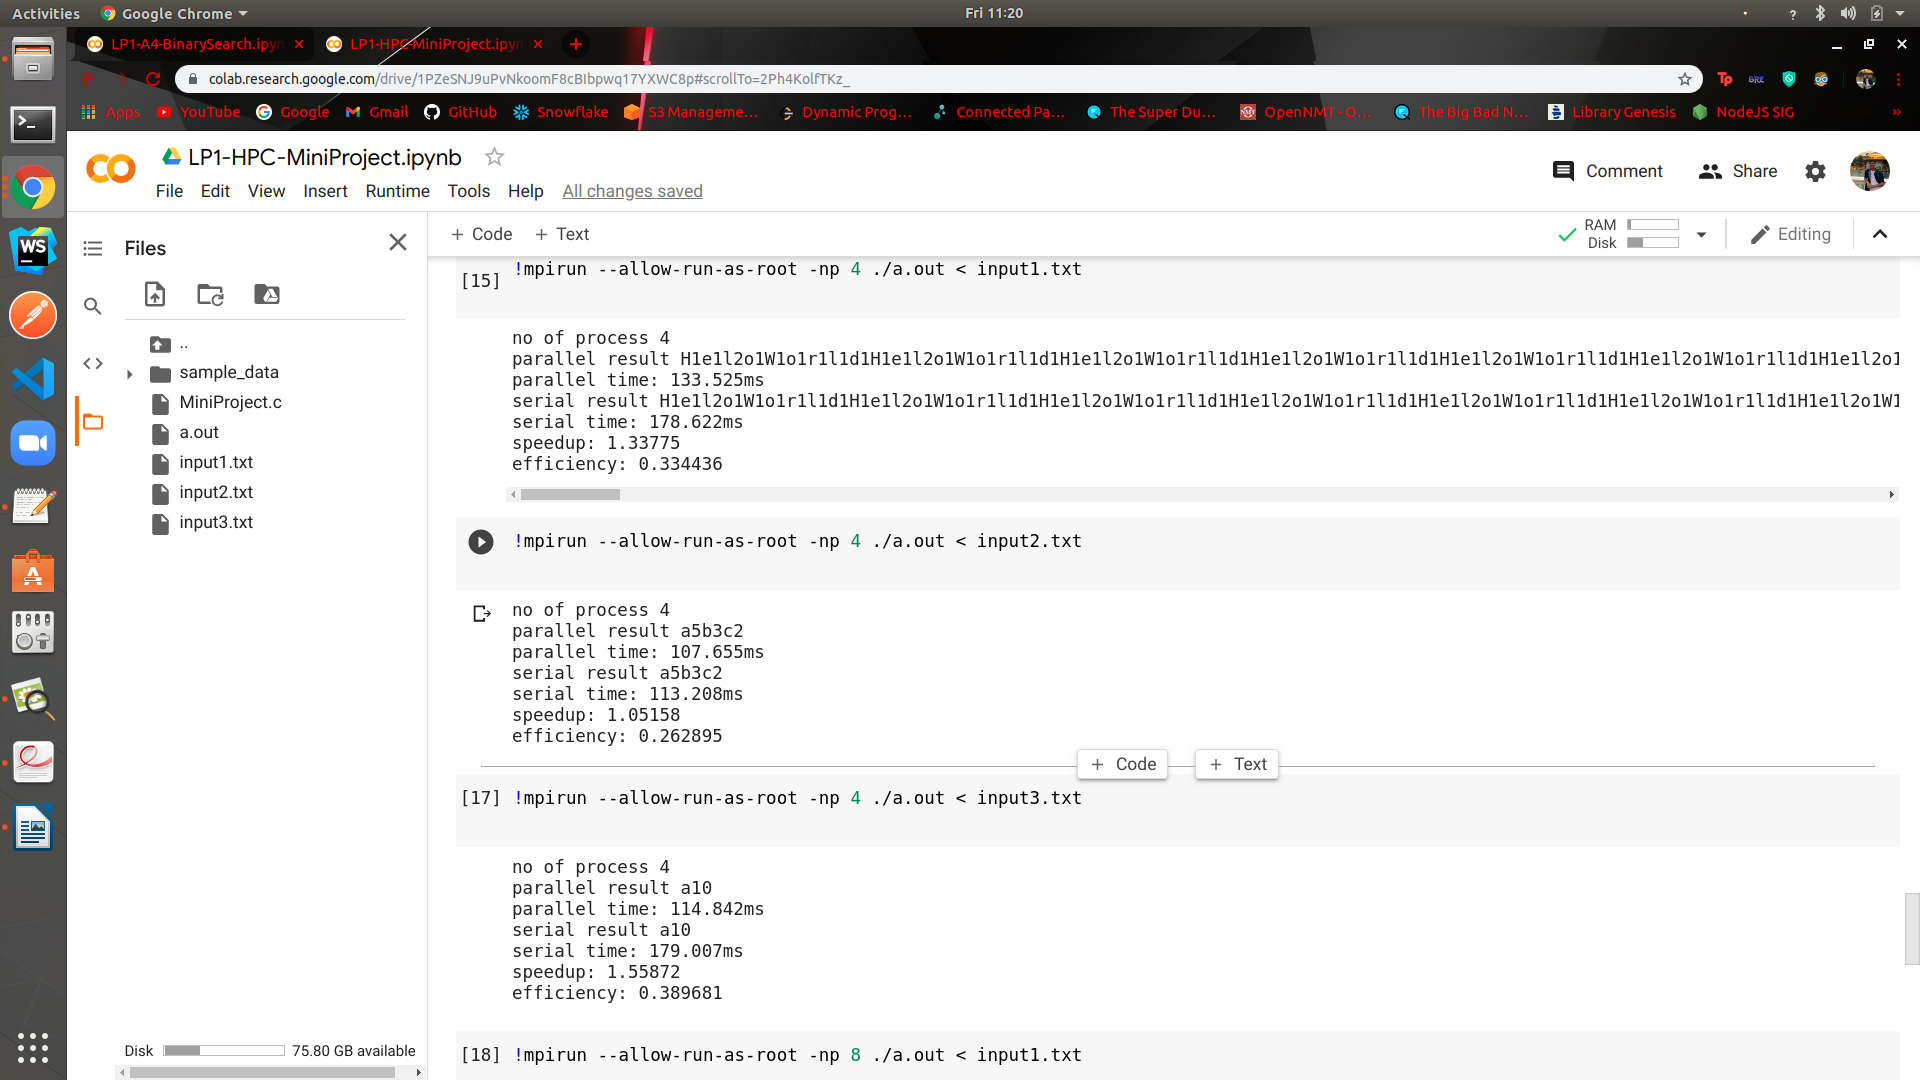 Activities Google Chrome Fri 11:20
LP1-A4-BinarySearch.ipyn LP1-HPC-MiniProject.ipyn
colab.research.google.com/drive/1PZeSNJ9uPvNkoomF8cBIbpwq17YXWC8p#scrollTo=2Ph4KolfTKz_
Apps YouTube Google Gmail GitHub Snowflake S3 Manageme... Dynamic Prog... Connected Pa... The Super Du... OpenNMT - O... The Big Bad N... Library Genesis NodeJS SIG »
LP1-HPC-MiniProject.ipynb
Comment Share
File Edit View Insert Runtime Tools Help All changes saved
Files
+ Code + Text
RAM
Disk
Editing
..
sample_data
MiniProject.c
a.out
input1.txt
input2.txt
input3.txt
Disk 75.80 GB available
[15] !mpirun --allow-run-as-root -np 4 ./a.out < input1.txt
no of process 4
parallel result H1e1l2o1W1o1r1l1d1H1e1l2o1W1o1r1l1d1H1e1l2o1W1o1r1l1d1H1e1l2o1W1o1r1l1d1H1e1l2o1W1o1r1l1d1H1e1l2o1W1o1r1l1d1H1e1l2o1
parallel time: 133.525ms
serial result H1e1l2o1W1o1r1l1d1H1e1l2o1W1o1r1l1d1H1e1l2o1W1o1r1l1d1H1e1l2o1W1o1r1l1d1H1e1l2o1W1o1r1l1d1H1e1l2o1W1o1r1l1d1H1e1l2o1W1
serial time: 178.622ms
speedup: 1.33775
efficiency: 0.334436
!mpirun --allow-run-as-root -np 4 ./a.out < input2.txt
no of process 4
parallel result a5b3c2
parallel time: 107.655ms
serial result a5b3c2
serial time: 113.208ms
speedup: 1.05158
efficiency: 0.262895
+ Code + Text
[17] !mpirun --allow-run-as-root -np 4 ./a.out < input3.txt
no of process 4
parallel result a10
parallel time: 114.842ms
serial result a10
serial time: 179.007ms
speedup: 1.55872
efficiency: 0.389681
[18] !mpirun --allow-run-as-root -np 8 ./a.out < input1.txt